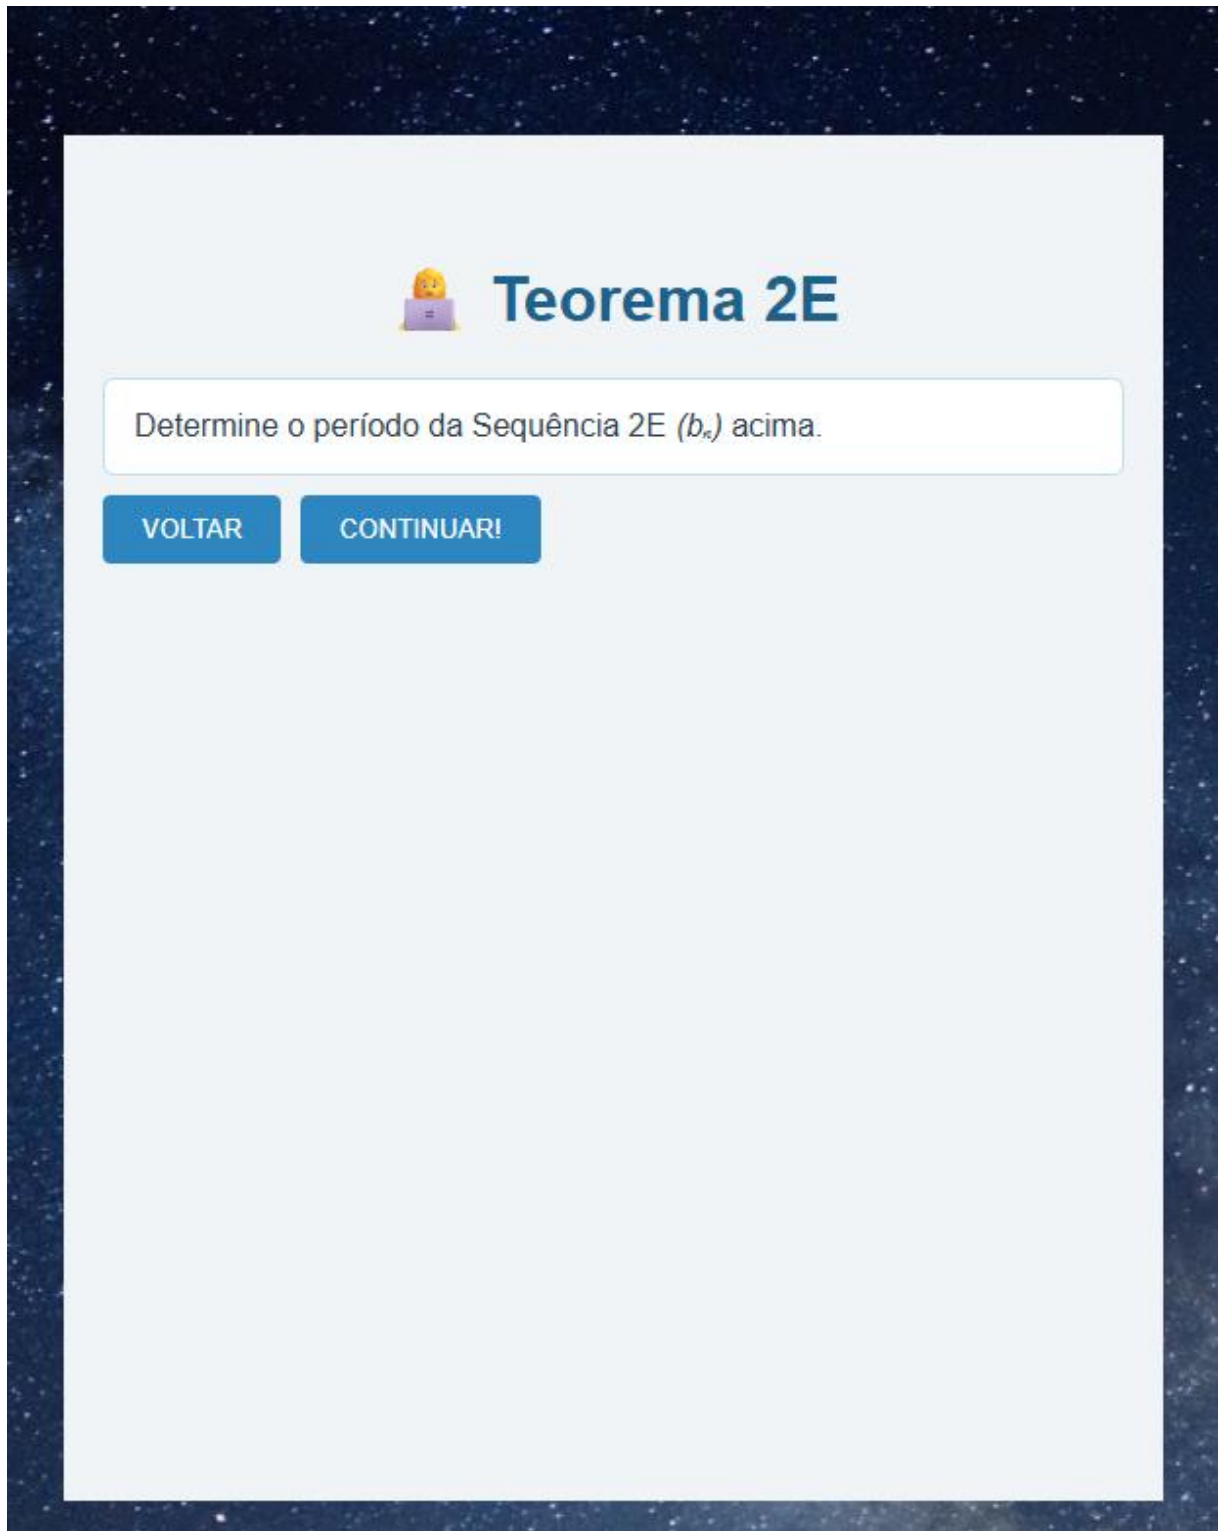 Teorema 2E
Determine o período da Sequência 2E (bₙ) acima.
VOLTAR
CONTINUAR!